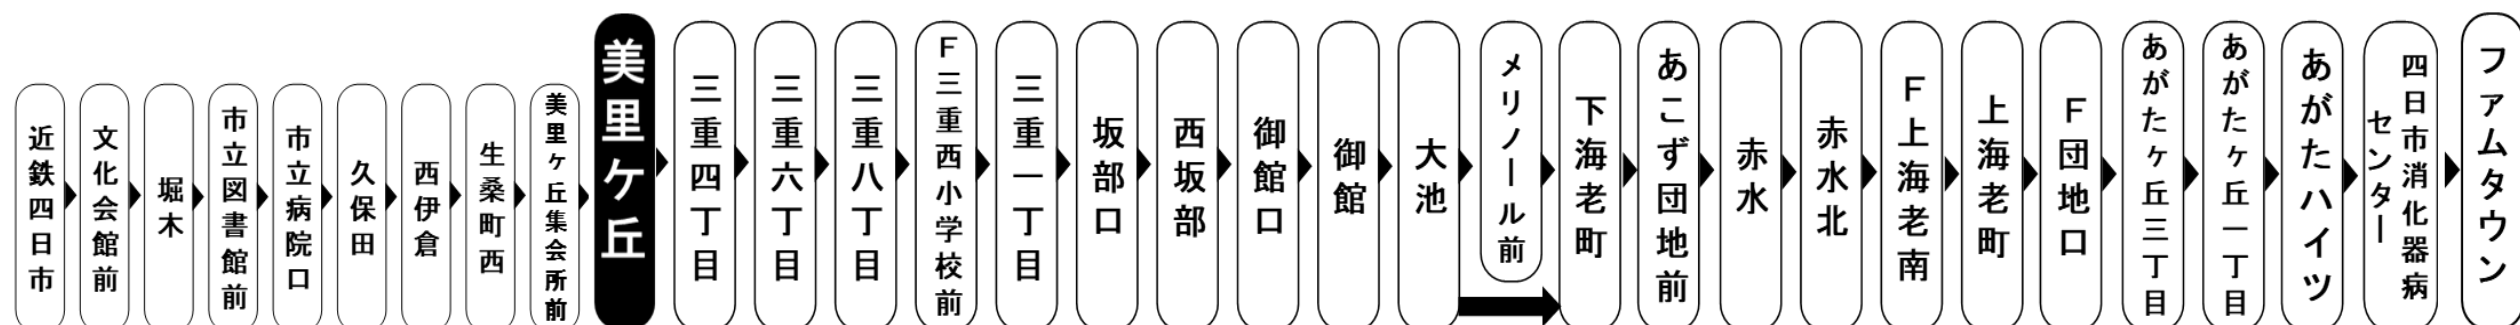 近鉄四日市
文化会館前
堀木
市立図書館前
市立病院口
久保田
西伊倉
生桑町西
美里ヶ丘集会所前
美里ケ丘
三重四丁目
三重六丁目
三重八丁目
F三重西小学校前
三重一丁目
坂部口
西坂部
御館口
御館
大池
メリノール前
下海老町
あこず団地前
赤水
赤水北
F上海老南
上海老町
F団地口
あがたヶ丘三丁目
あがたヶ丘一丁目
あがたハイツ
四日市消化器病
センター
ファムタウン